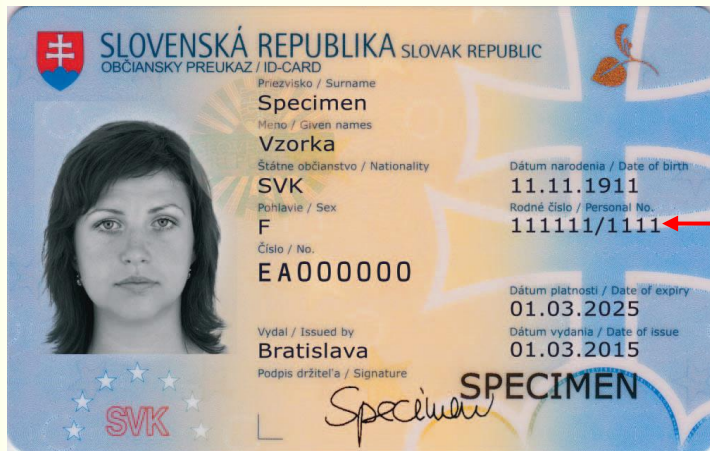 SLOVENSKÁ REPUBLIKA SLOVAK REPUBLIC
OBČIANSKY PREUKAZ / ID-CARD
Priezvisko / Surname
Specimen
Meno / Given names
Vzorka
Štátne občianstvo / Nationality
SVK
Dátum narodenia / Date of birth
11.11.1911
Pohlavie / Sex
F
Rodné číslo / Personal No.
111111/1111
Číslo / No.
EA000000
Dátum platnosti / Date of expiry
01.03.2025
Vydal / Issued by
Bratislava
Dátum vydania / Date of issue
01.03.2015
Podpis držiteľa / Signature
Specimen
SPECIMEN
SVK